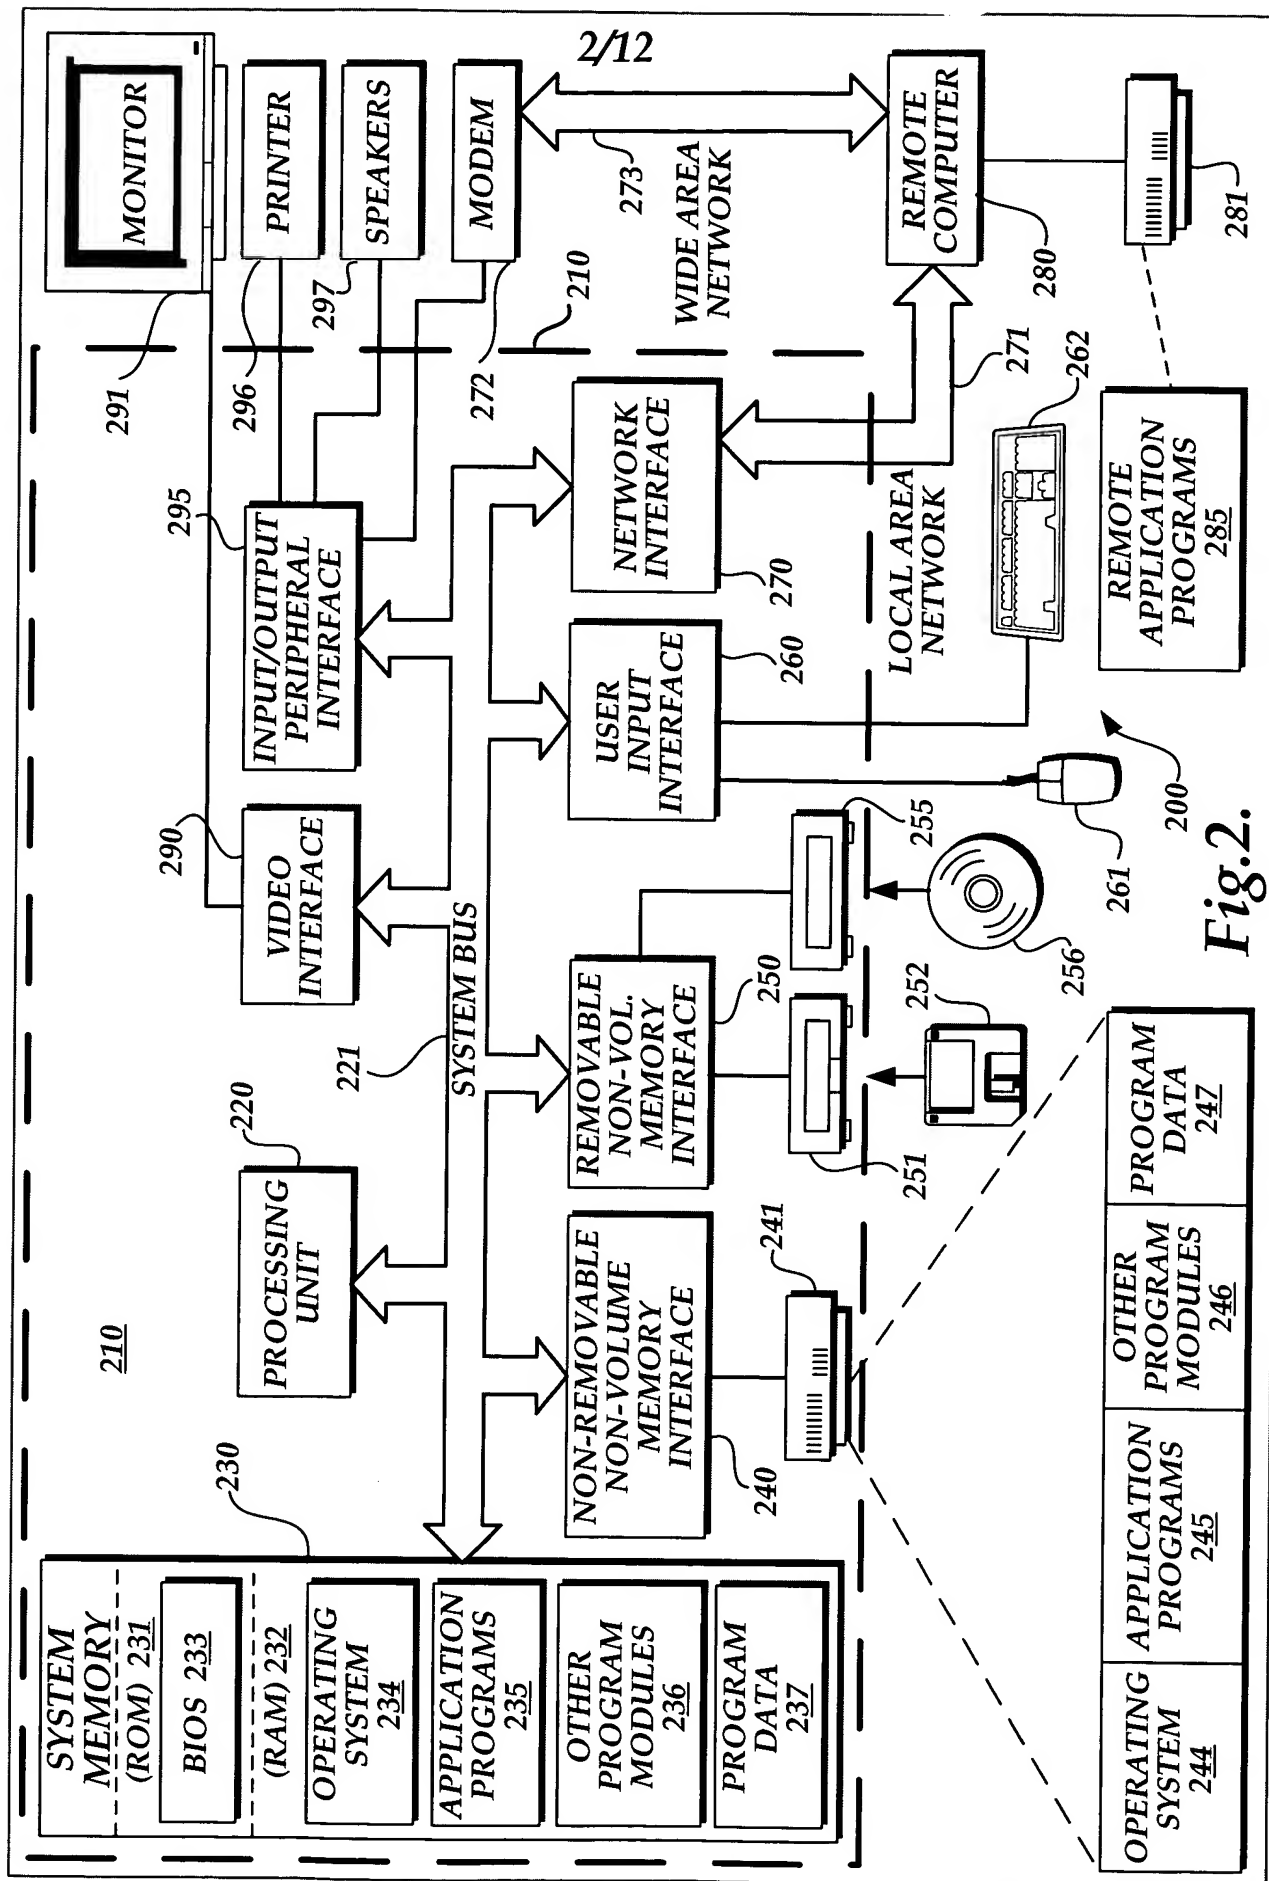 2/12
210
SYSTEM
MEMORY
(ROM) 231
BIOS 233
(RAM) 232
OPERATING
SYSTEM
234
APPLICATION
PROGRAMS
235
OTHER
PROGRAM
MODULES
236
PROGRAM
DATA
237
230
PROCESSING
UNIT
220
221
SYSTEM BUS
VIDEO
INTERFACE
290
INPUT/OUTPUT
PERIPHERAL
INTERFACE
295
MONITOR
291
PRINTER
296
SPEAKERS
297
MODEM
272
210
NON-REMOVABLE
NON-VOLUME
MEMORY
INTERFACE
240
241
REMOVABLE
NON-VOL.
MEMORY
INTERFACE
250
251
252
255
256
USER
INPUT
INTERFACE
260
261
262
NETWORK
INTERFACE
270
LOCAL AREA
NETWORK
271
WIDE AREA
NETWORK
273
REMOTE
COMPUTER
280
281
REMOTE
APPLICATION
PROGRAMS
285
OPERATING
SYSTEM
244
APPLICATION
PROGRAMS
245
OTHER
PROGRAM
MODULES
246
PROGRAM
DATA
247
200
Fig.2.